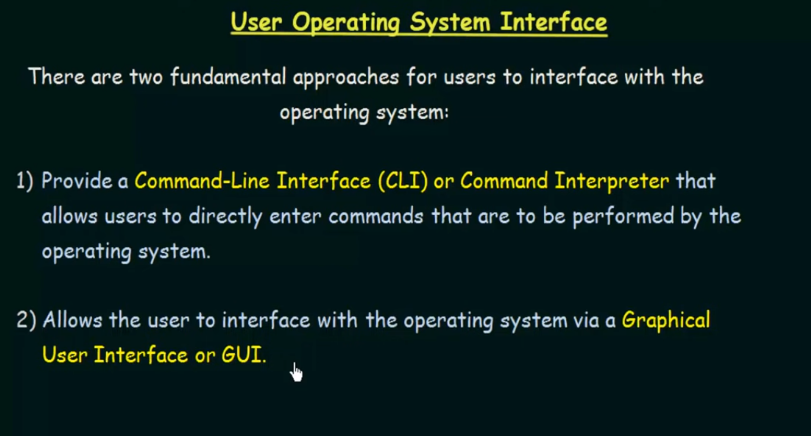 User Operating System Interface
There are two fundamental approaches for users to interface with the
operating system:
1) Provide a Command-Line Interface (CLI) or Command Interpreter that
allows users to directly enter commands that are to be performed by the
operating system.
2) Allows the user to interface with the operating system via a Graphical
User Interface or GUI.